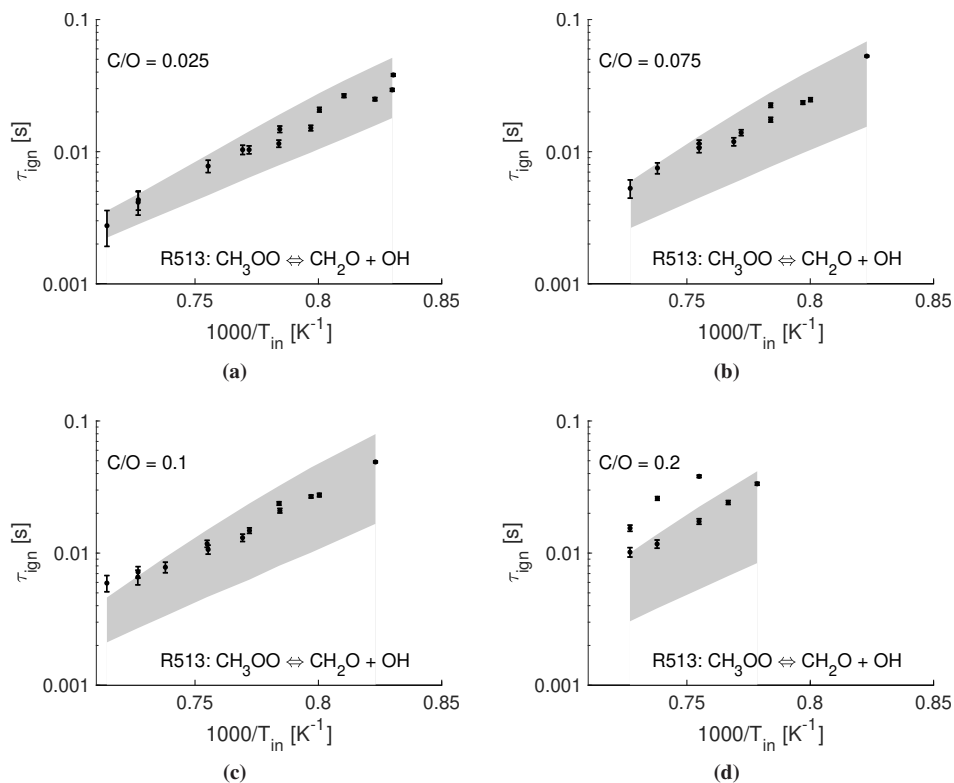 0.1
C/O = 0.025
0.01
τign [s]
R513: CH3OO ⇔ CH2O + OH
0.001
0.75 0.8 0.85
1000/Tin [K-1]
(a)
0.1
C/O = 0.075
0.01
τign [s]
R513: CH3OO ⇔ CH2O + OH
0.001
0.75 0.8 0.85
1000/Tin [K-1]
(b)
0.1
C/O = 0.1
0.01
τign [s]
R513: CH3OO ⇔ CH2O + OH
0.001
0.75 0.8 0.85
1000/Tin [K-1]
(c)
0.1
C/O = 0.2
0.01
τign [s]
R513: CH3OO ⇔ CH2O + OH
0.001
0.75 0.8 0.85
1000/Tin [K-1]
(d)